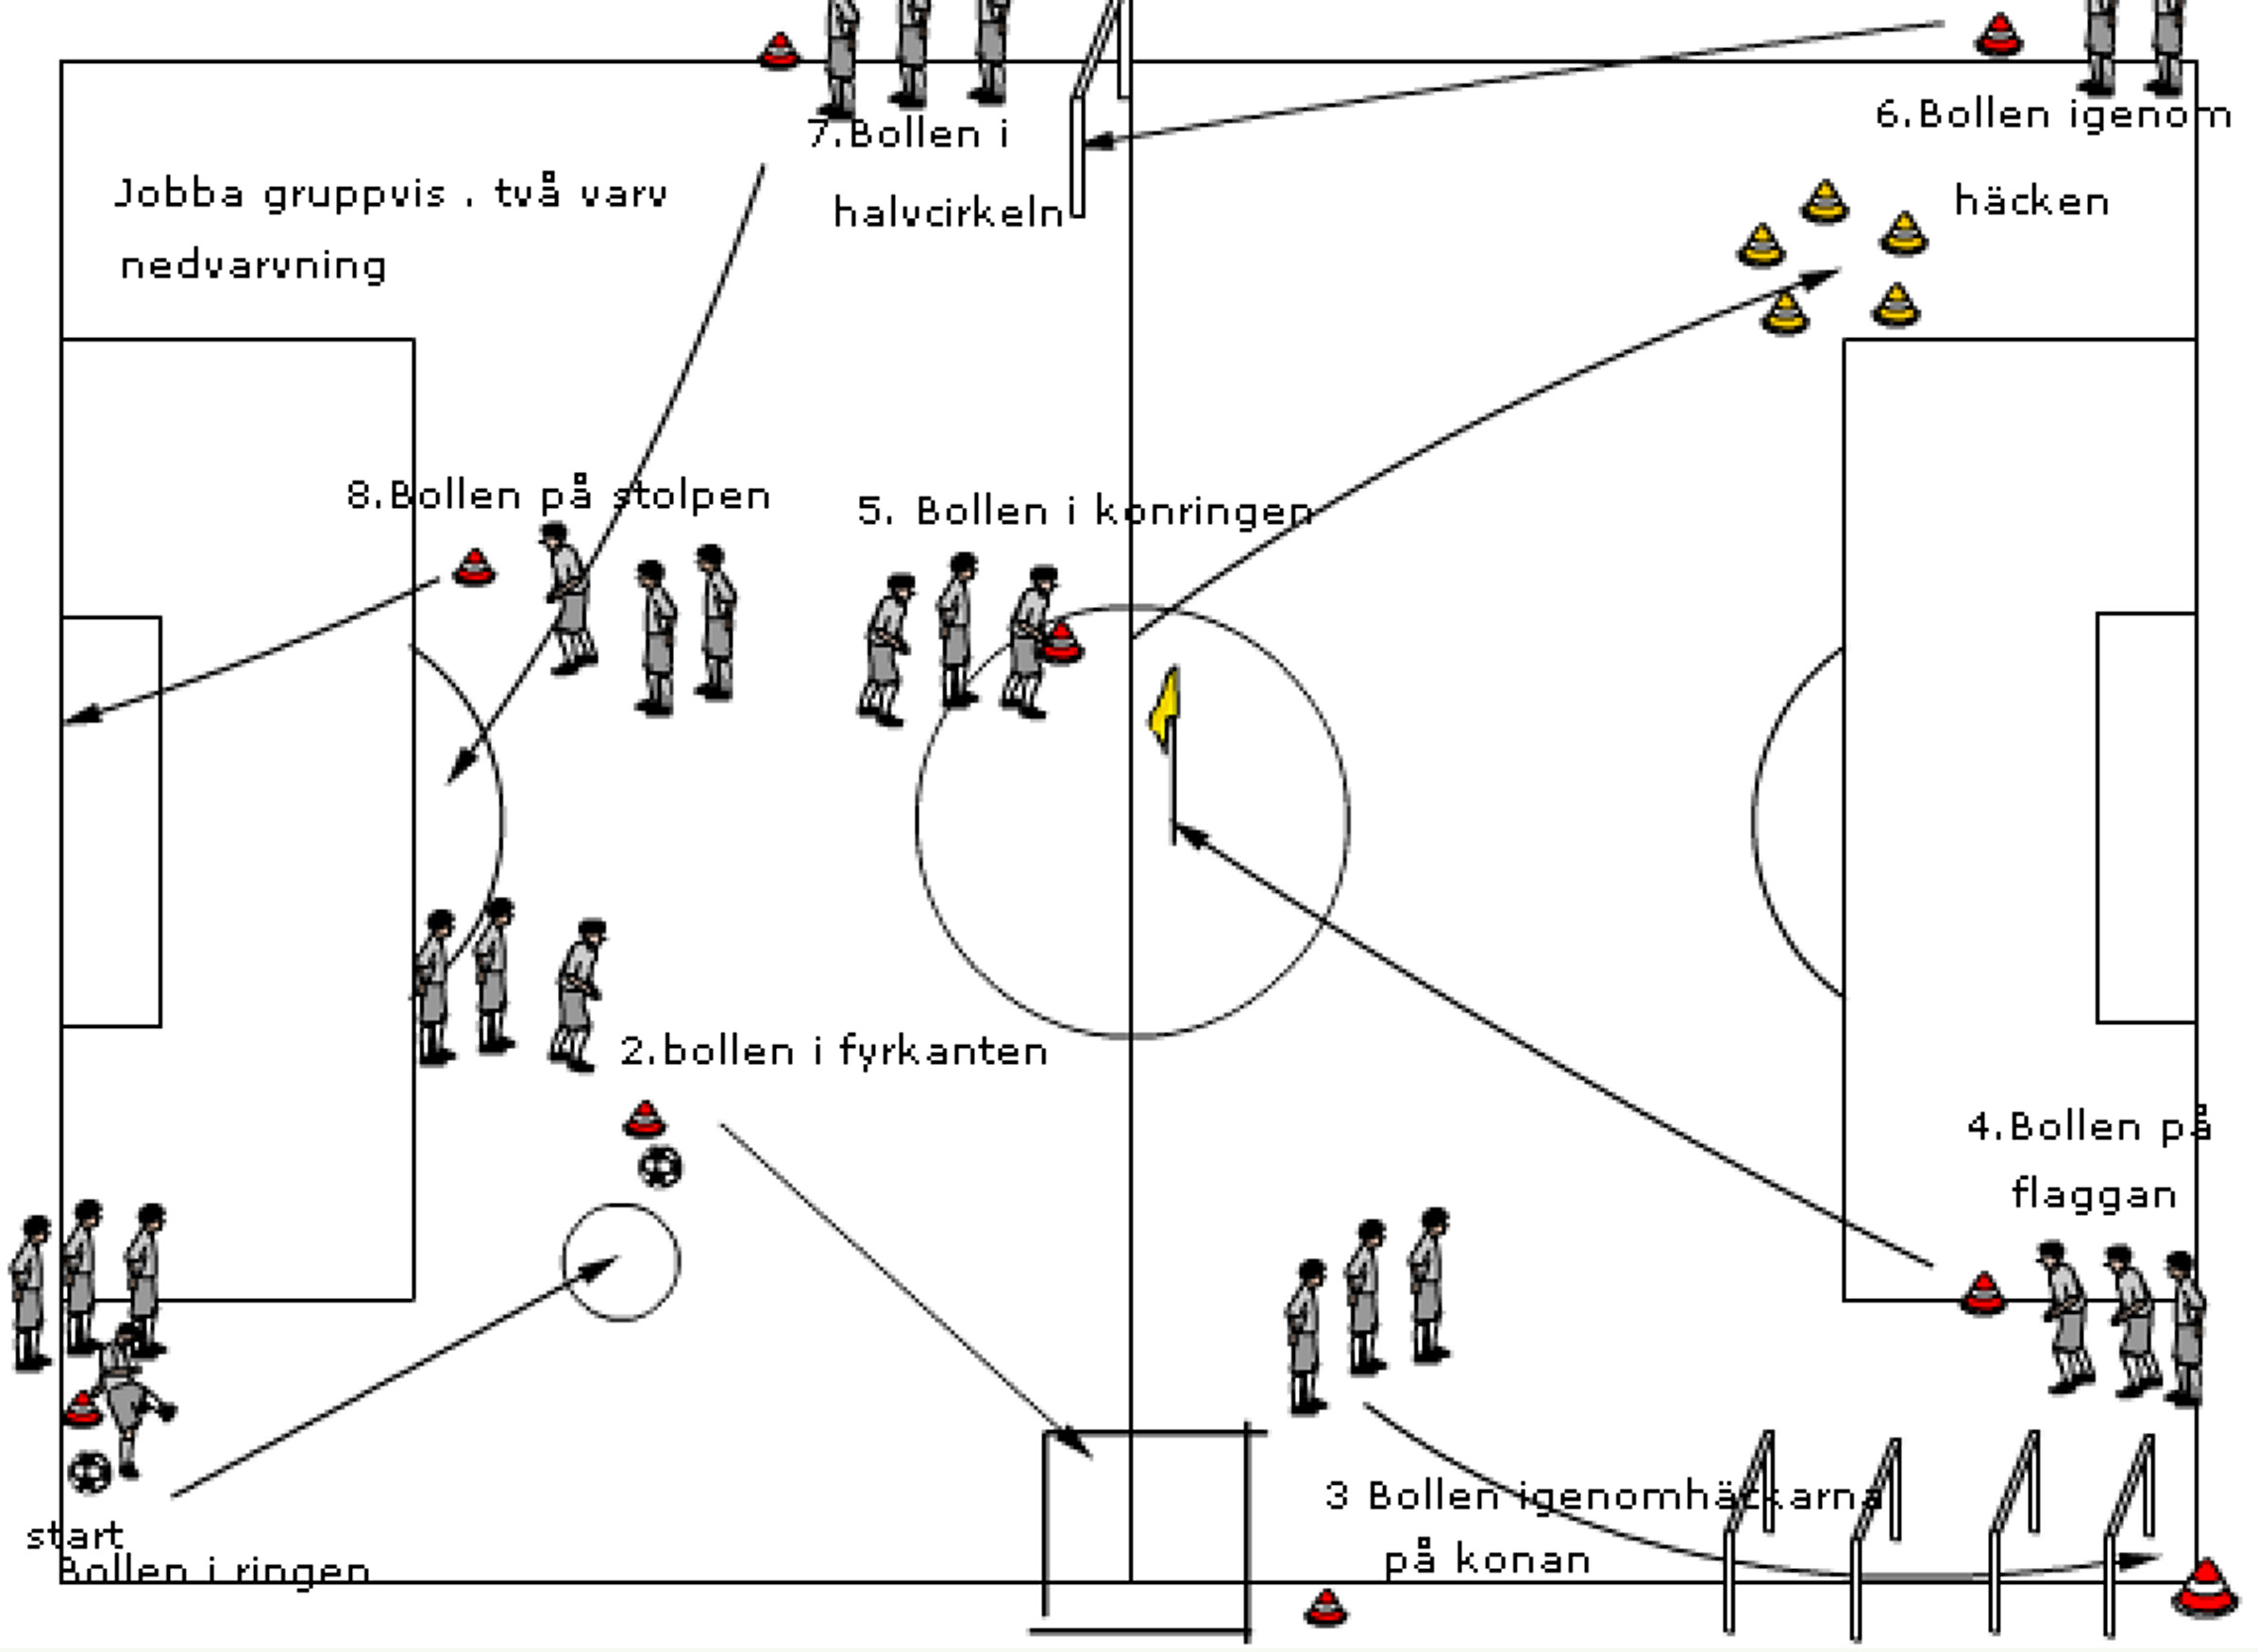 7.Bollen i
halvcirkeln
6.Bollen igenom
häcken
Jobba gruppvis . två varv
nedvarvning
8.Bollen på stolpen
5. Bollen i konringen
2.bollen i fyrkanten
4.Bollen på
flaggan
3 Bollen igenomhäckarna
på konan
start
Bollen i ringen